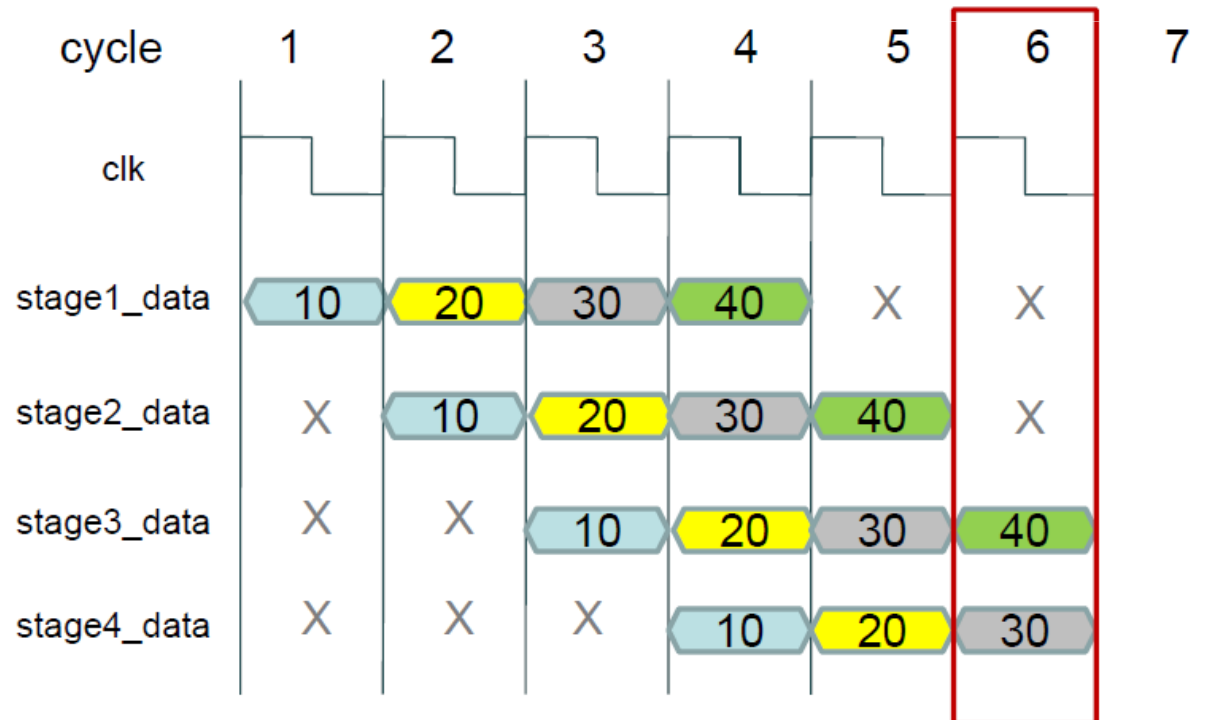 cycle 1 2 3 4 5 6 7
clk
stage1_data 10 20 30 40 X X
stage2_data X 10 20 30 40 X
stage3_data X X 10 20 30 40
stage4_data X X X 10 20 30